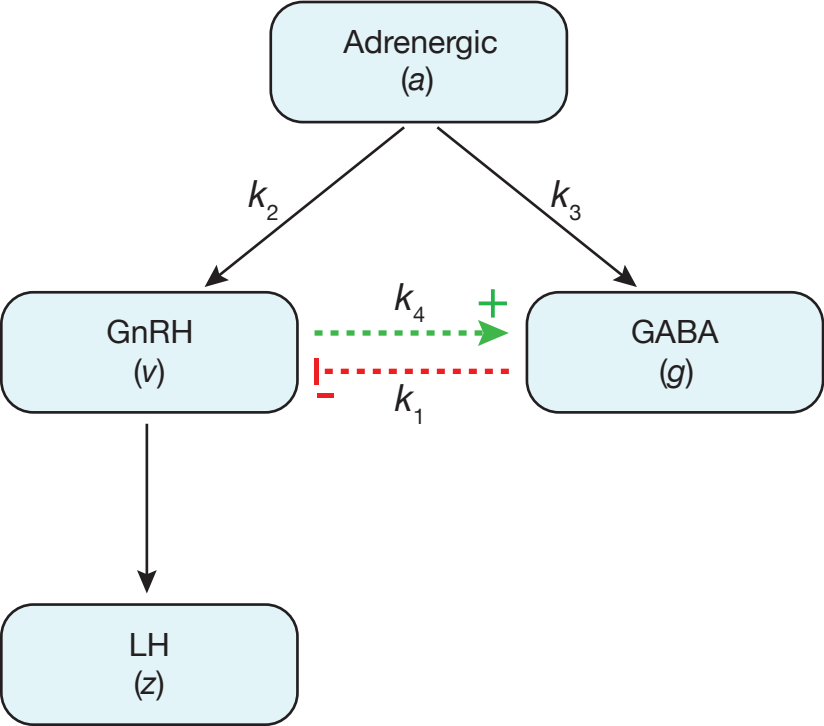 Adrenergic
(a)
k2
k3
k4
+
GnRH
(v)
GABA
(g)
k1
LH
(z)